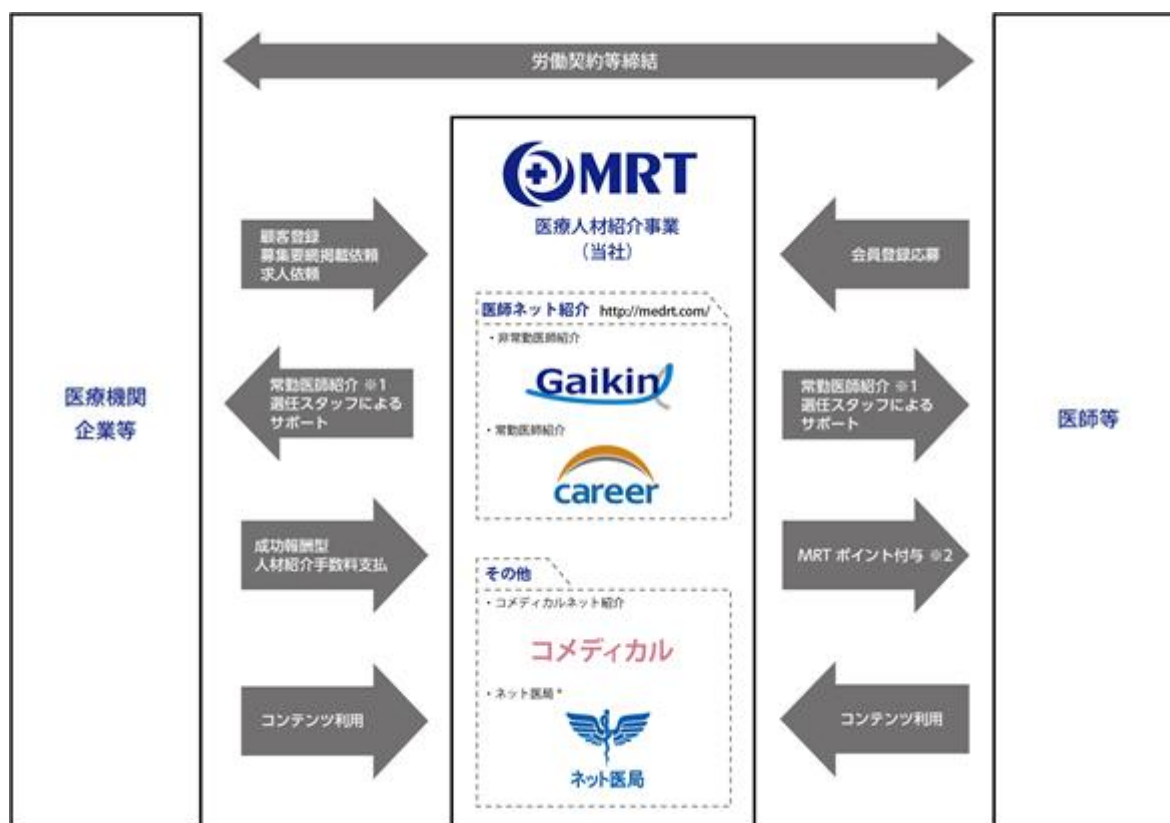 労働契約等締結
MRT
医療人材紹介事業
（当社）
顧客登録
募集要綱掲載依頼
求人依頼
会員登録応募
医師ネット紹介 http://medrt.com/
・非常勤医師紹介
Gaikin
常勤医師紹介 ※1
選任スタッフによる
サポート
常勤医師紹介 ※1
選任スタッフによる
サポート
医療機関
企業等
医師等
・常勤医師紹介
career
成功報酬型
人材紹介手数料支払
MRT ポイント付与 ※2
その他
・コメディカルネット紹介
コメディカル
・ネット医局*
ネット医局
コンテンツ利用
コンテンツ利用